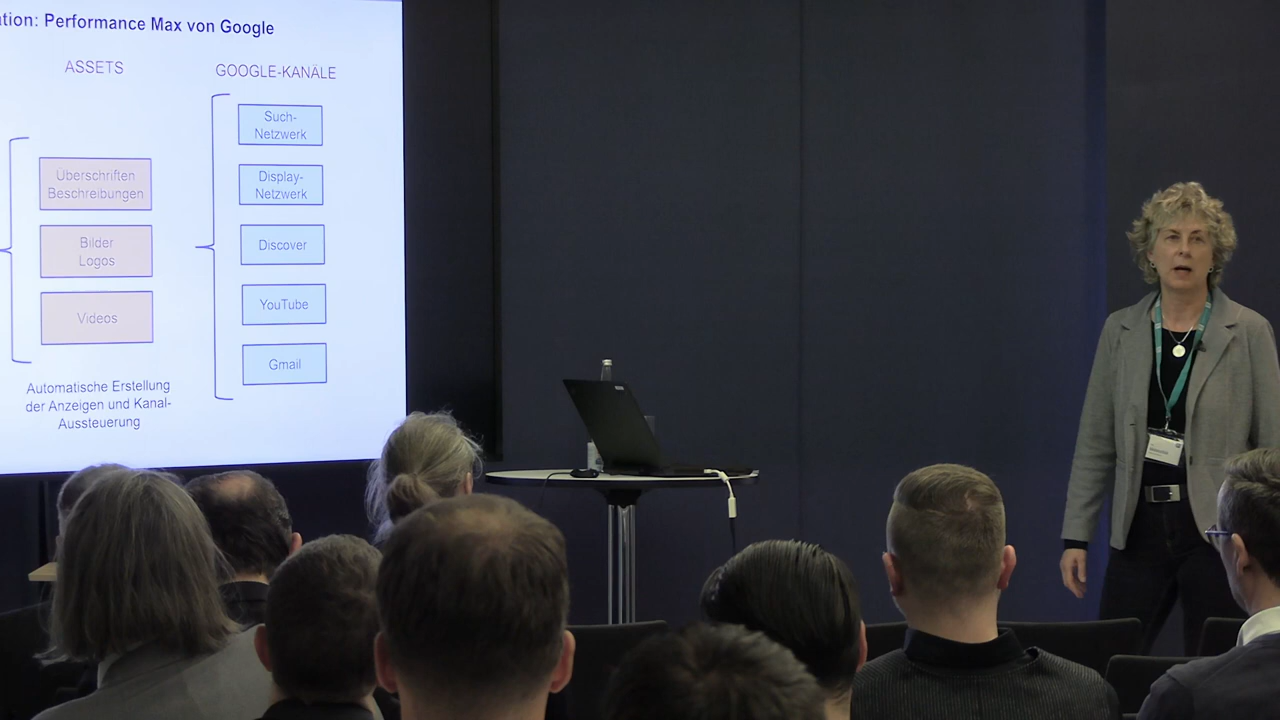 tion: Performance Max von Google
ASSETS
Überschriften
Beschreibungen
Bilder
Logos
Videos
Automatische Erstellung
der Anzeigen und Kanal-
Aussteuerung
GOOGLE-KANÄLE
Such-
Netzwerk
Display-
Netzwerk
Discover
YouTube
Gmail